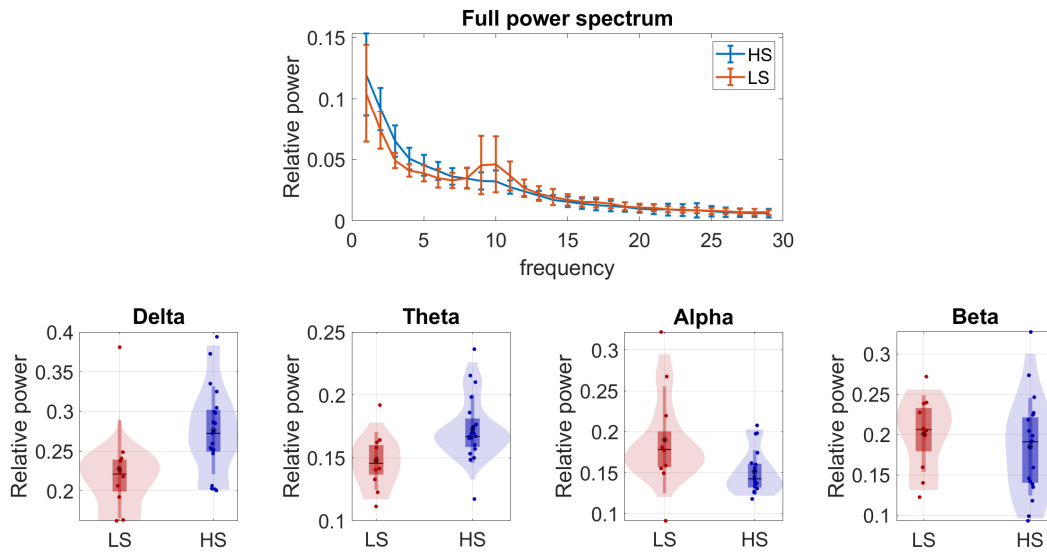 Full power spectrum
Relative power
0.15
0.1
0.05
0
HS
LS
0 5 10 15 20 25 30
frequency
Delta
Relative power
0.4
0.3
0.2
LS HS
Theta
Relative power
0.25
0.2
0.15
0.1
LS HS
Alpha
Relative power
0.3
0.25
0.2
0.15
0.1
LS HS
Beta
Relative power
0.3
0.25
0.2
0.15
0.1
LS HS